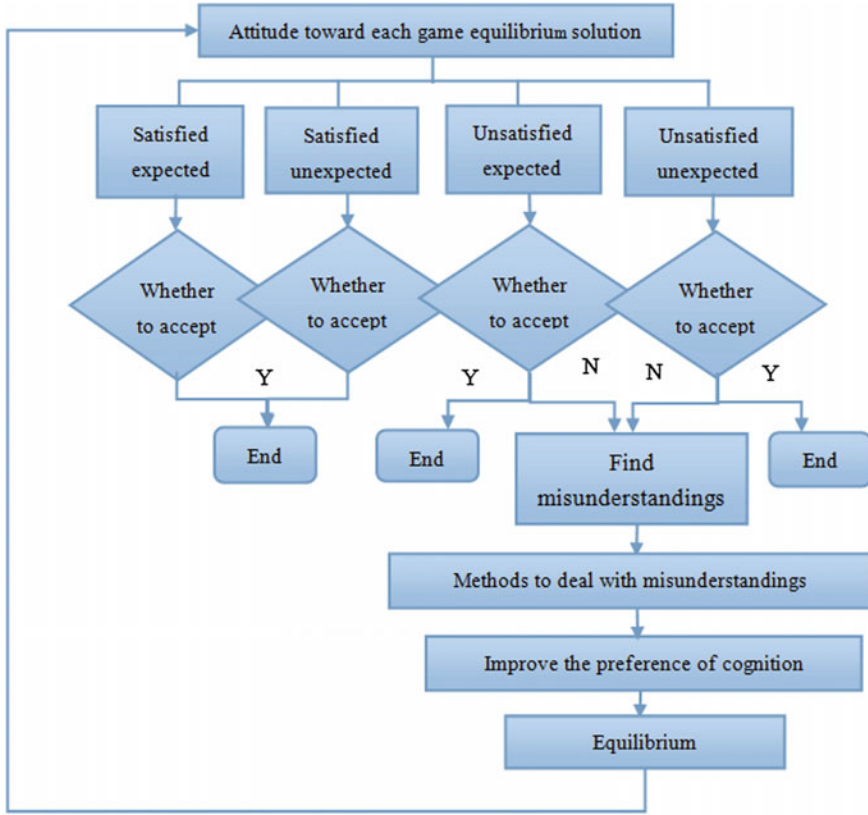 Attitude toward each game equilibrium solution
Satisfied
expected
Satisfied
unexpected
Unsatisfied
expected
Unsatisfied
unexpected
Whether
to accept
Whether
to accept
Whether
to accept
Whether
to accept
Y
Y
N
N
Y
End
End
Find
misunderstandings
End
Methods to deal with misunderstandings
Improve the preference of cognition
Equilibrium